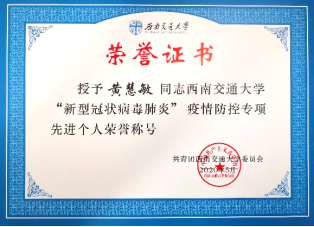 西南交通大学
荣誉证书
授予 黄慧敏 同志西南交通大学
“新型冠状病毒肺炎”疫情防控专项
先进个人荣誉称号
共青团西南交通大学委员会
2020年5月